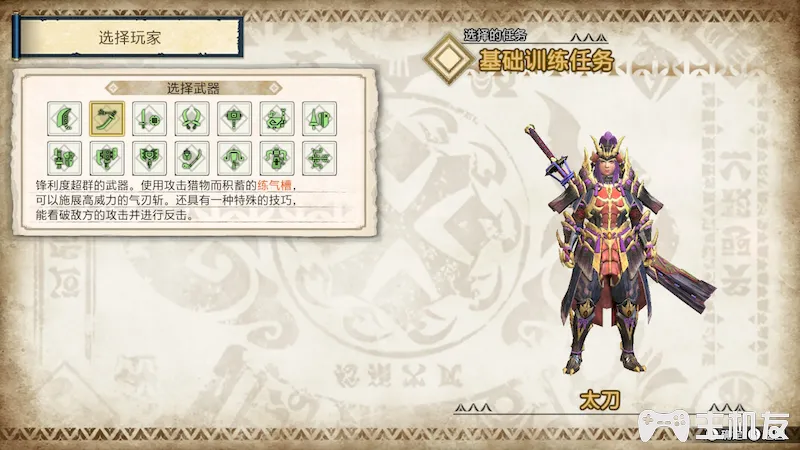 选择玩家
选择的任务
基础训练任务
选择武器
锋利度超群的武器。使用攻击猎物而积蓄的练气槽，
可以施展高威力的气刃斩。还具有一种特殊的技巧，
能看破敌方的攻击并进行反击。
太刀
主机友